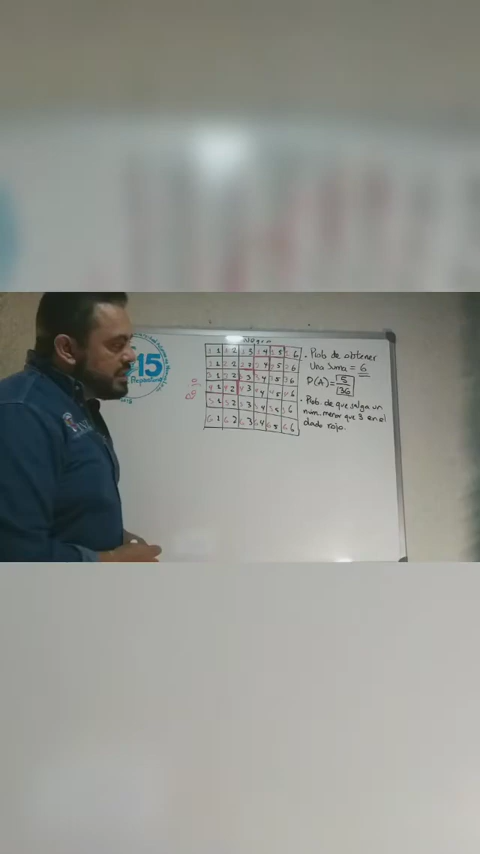 Negro
Rojo
1 1 1 2 1 3 1 4 1 5 1 6
2 1 2 2 2 3 2 4 2 5 2 6
3 1 3 2 3 3 3 4 3 5 3 6
4 1 4 2 4 3 4 4 4 5 4 6
5 1 5 2 5 3 5 4 5 5 5 6
6 1 6 2 6 3 6 4 6 5 6 6
• Prob de obtener
Una suma = 6
P(A) = 5
36
• Prob. de que salga un
núm. menor que 3 en el
dado rojo.
15